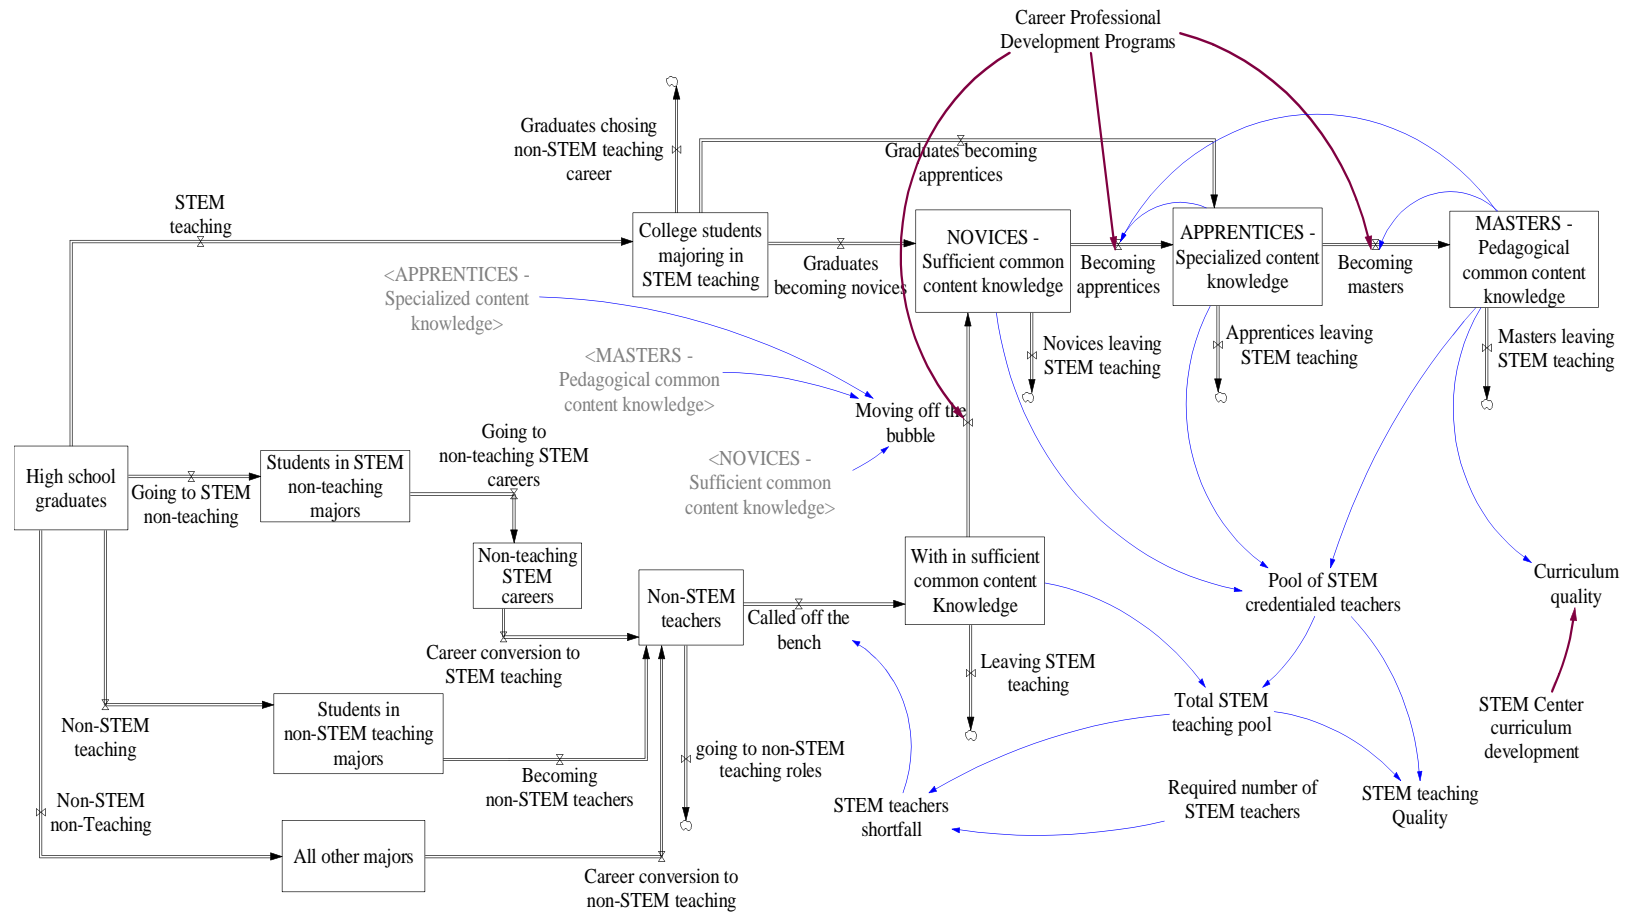 Career Professional
Development Programs
Graduates chosing
non-STEM teaching
career
Graduates becoming
apprentices
STEM
teaching
College students
majoring in
STEM teaching
Graduates
becoming novices
NOVICES -
Sufficient common
content knowledge
Becoming
apprentices
APPRENTICES -
Specialized content
knowledge
Becoming
masters
MASTERS -
Pedagogical
common content
knowledge
<APPRENTICES -
Specialized content
knowledge>
<MASTERS -
Pedagogical common
content knowledge>
<NOVICES -
Sufficient common
content knowledge>
Moving off the
bubble
Novices leaving
STEM teaching
Apprentices leaving
STEM teaching
Masters leaving
STEM teaching
High school
graduates
Going to STEM
non-teaching
Students in STEM
non-teaching
majors
Going to
non-teaching STEM
careers
Non-teaching
STEM
careers
Career conversion to
STEM teaching
Non-STEM
teachers
Called off the
bench
With in sufficient
common content
Knowledge
Leaving STEM
teaching
Pool of STEM
credentialed teachers
Curriculum
quality
Non-STEM
teaching
Students in
non-STEM teaching
majors
Becoming
non-STEM teachers
going to non-STEM
teaching roles
Total STEM
teaching pool
STEM Center
curriculum
development
Non-STEM
non-Teaching
All other majors
Career conversion to
non-STEM teaching
STEM teachers
shortfall
Required number of
STEM teachers
STEM teaching
Quality